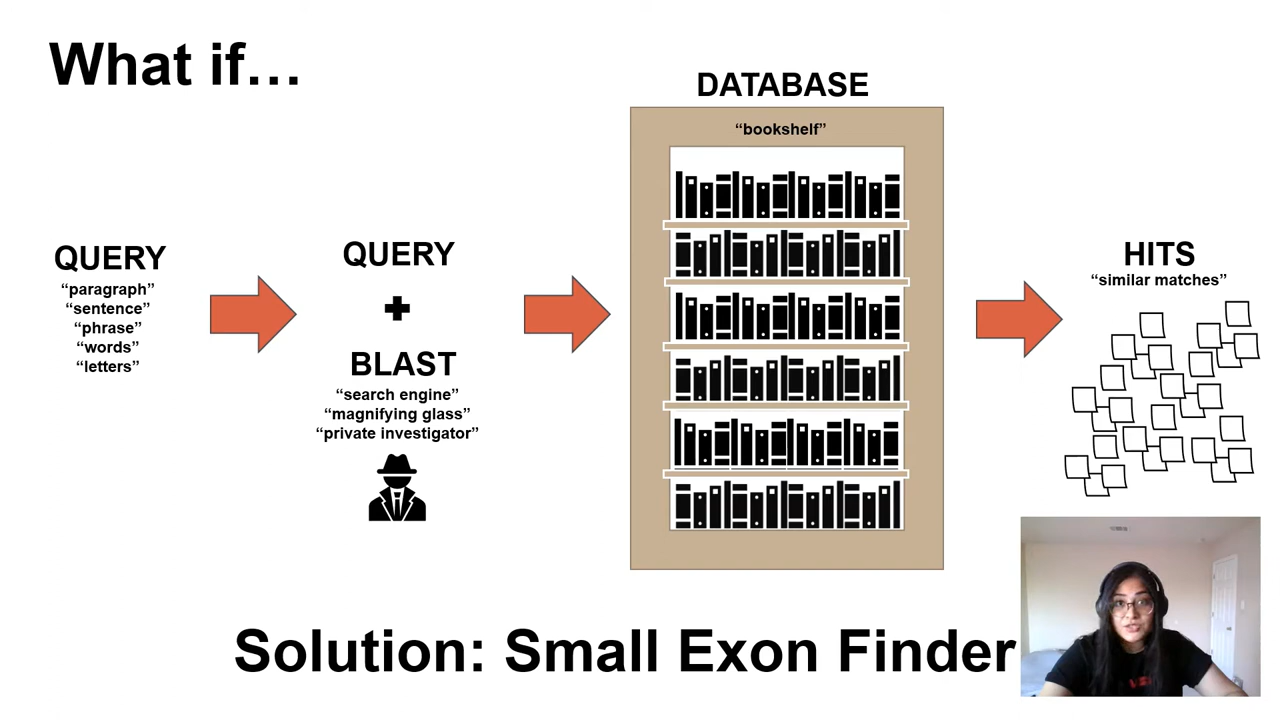 What if…
DATABASE
“bookshelf”
QUERY
“paragraph”
“sentence”
“phrase”
“words”
“letters”
QUERY
BLAST
“search engine”
“magnifying glass”
“private investigator”
HITS
“similar matches”
Solution: Small Exon Finder